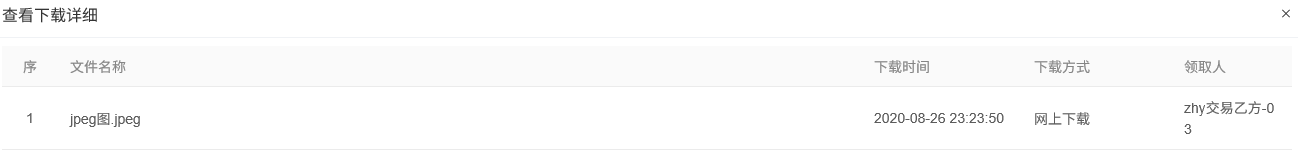 查看下载详细 ×
序 文件名称 下载时间 下载方式 领取人
1 jpeg图.jpeg 2020-08-26 23:23:50 网上下载 zhy交易乙方-0
3